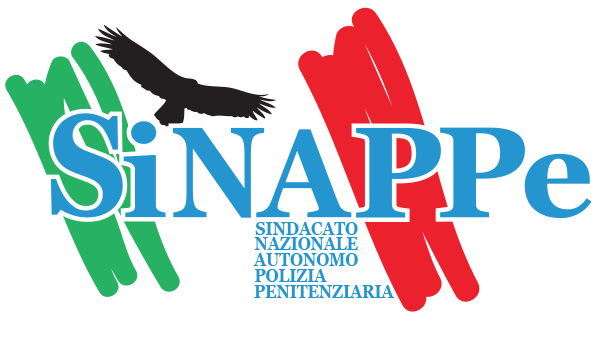 SiNAPPe
SINDACATO
NAZIONALE
AUTONOMO
POLIZIA
PENITENZIARIA